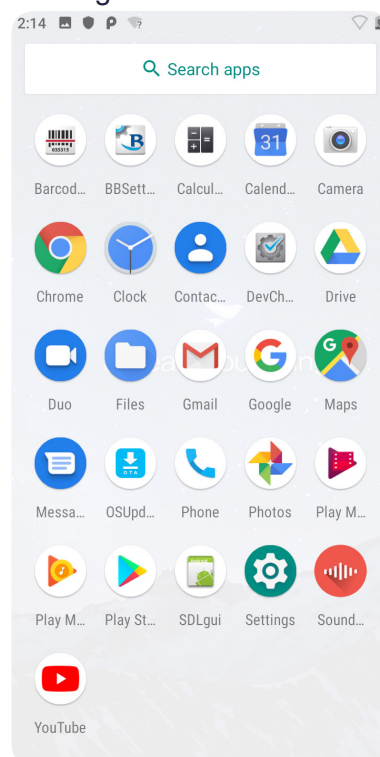 2:14
Search apps
Barcod... BBSett... Calcul... Calend... Camera
Chrome Clock Contac... DevCh... Drive
Duo Files Gmail Google Maps
Messa... OSUpd... Phone Photos Play M...
Play M... Play St... SDLgui Settings Sound...
YouTube